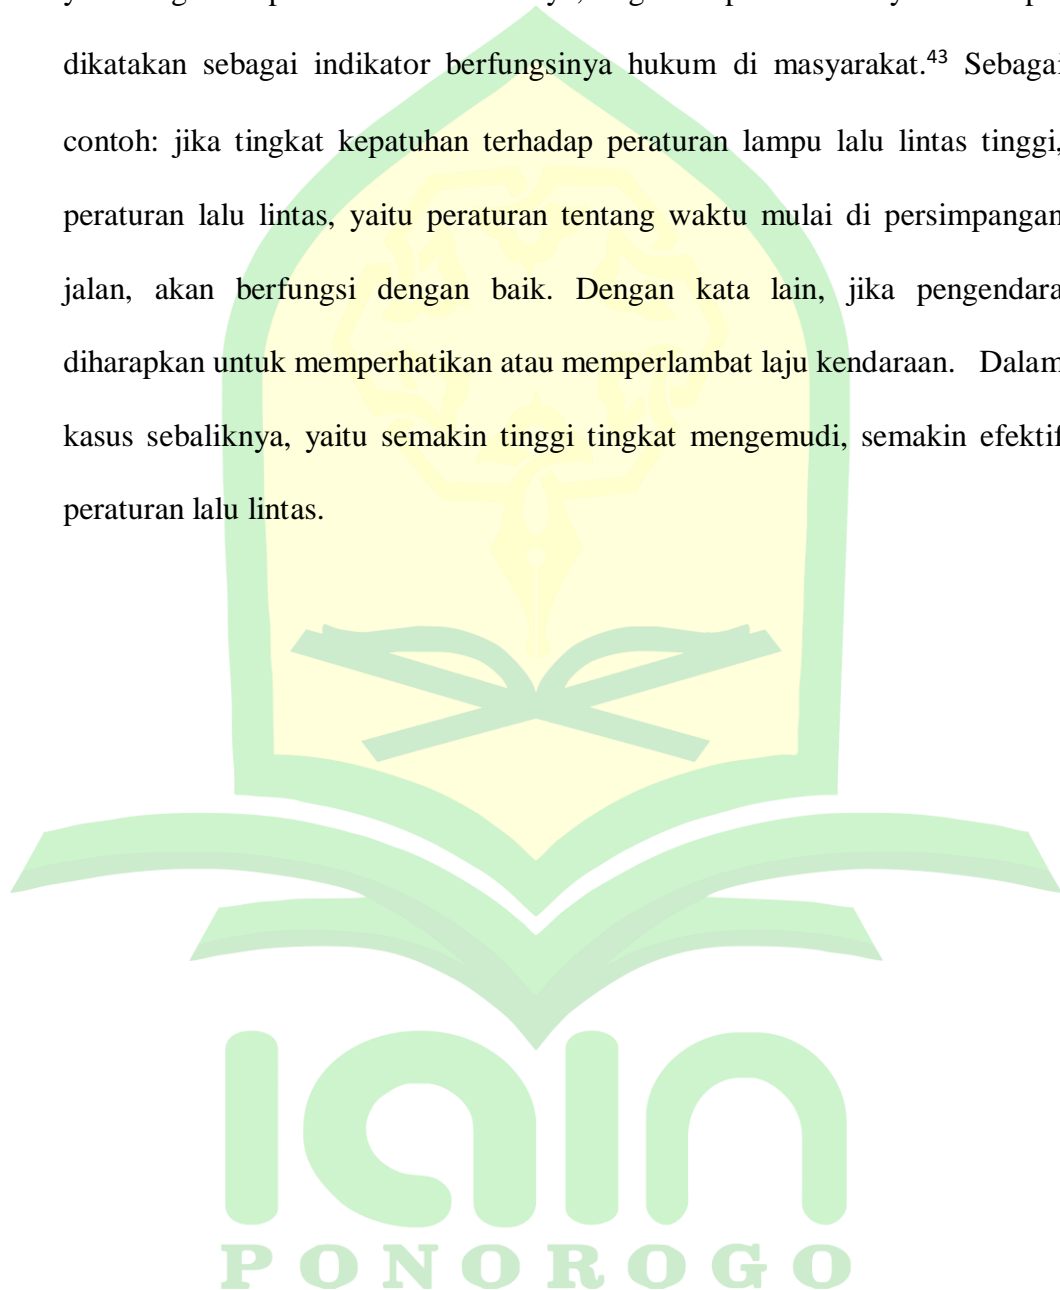 dikatakan sebagai indikator berfungsinya hukum di masyarakat.⁴³ Sebagai
contoh: jika tingkat kepatuhan terhadap peraturan lampu lalu lintas tinggi,
peraturan lalu lintas, yaitu peraturan tentang waktu mulai di persimpangan
jalan, akan berfungsi dengan baik. Dengan kata lain, jika pengendara
diharapkan untuk memperhatikan atau memperlambat laju kendaraan. Dalam
kasus sebaliknya, yaitu semakin tinggi tingkat mengemudi, semakin efektif
peraturan lalu lintas.
iain
PONOROGO